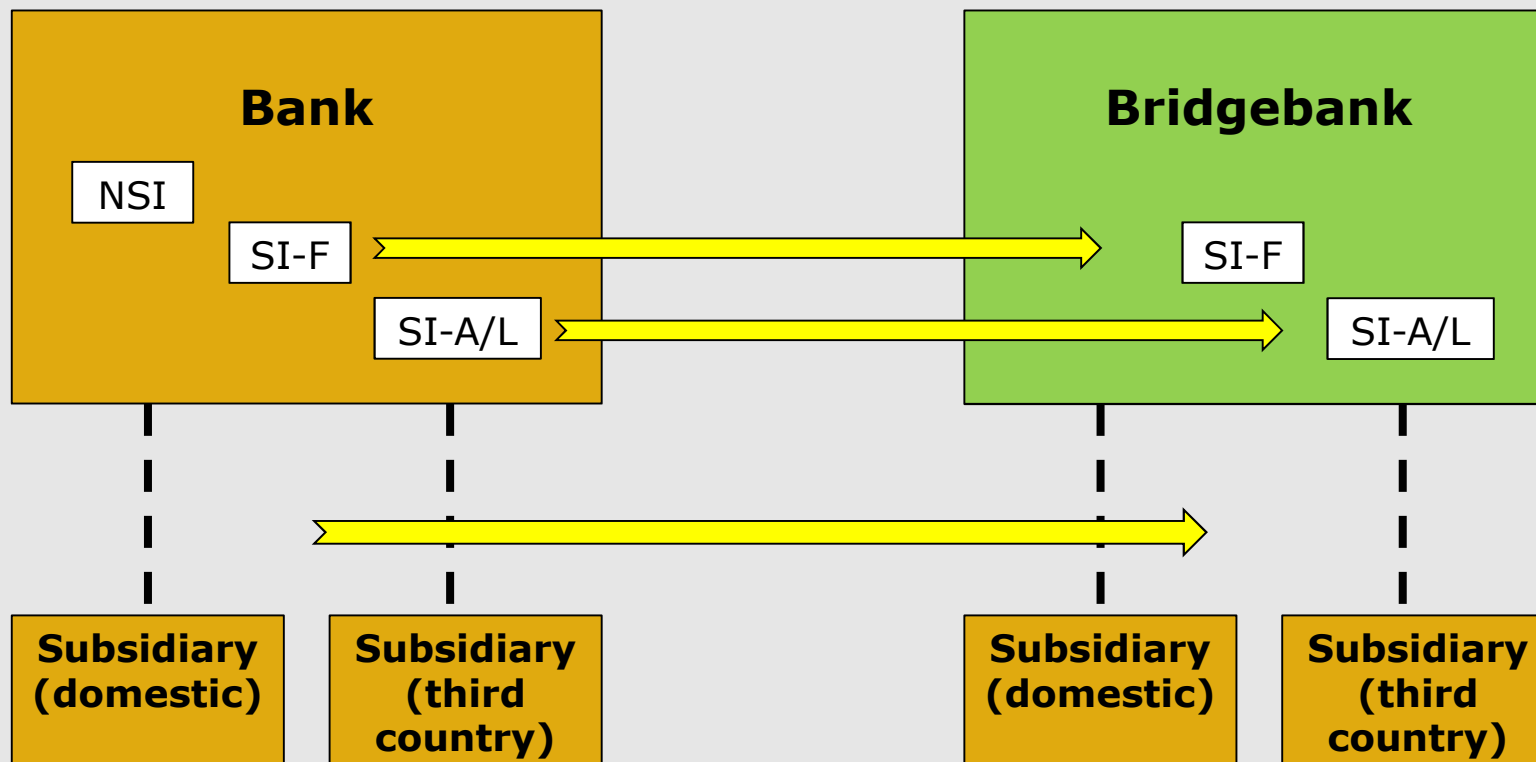 Bank
NSI
SI-F
SI-A/L
Bridgebank
SI-F
SI-A/L
Subsidiary
(domestic)
Subsidiary
(third
country)
Subsidiary
(domestic)
Subsidiary
(third
country)